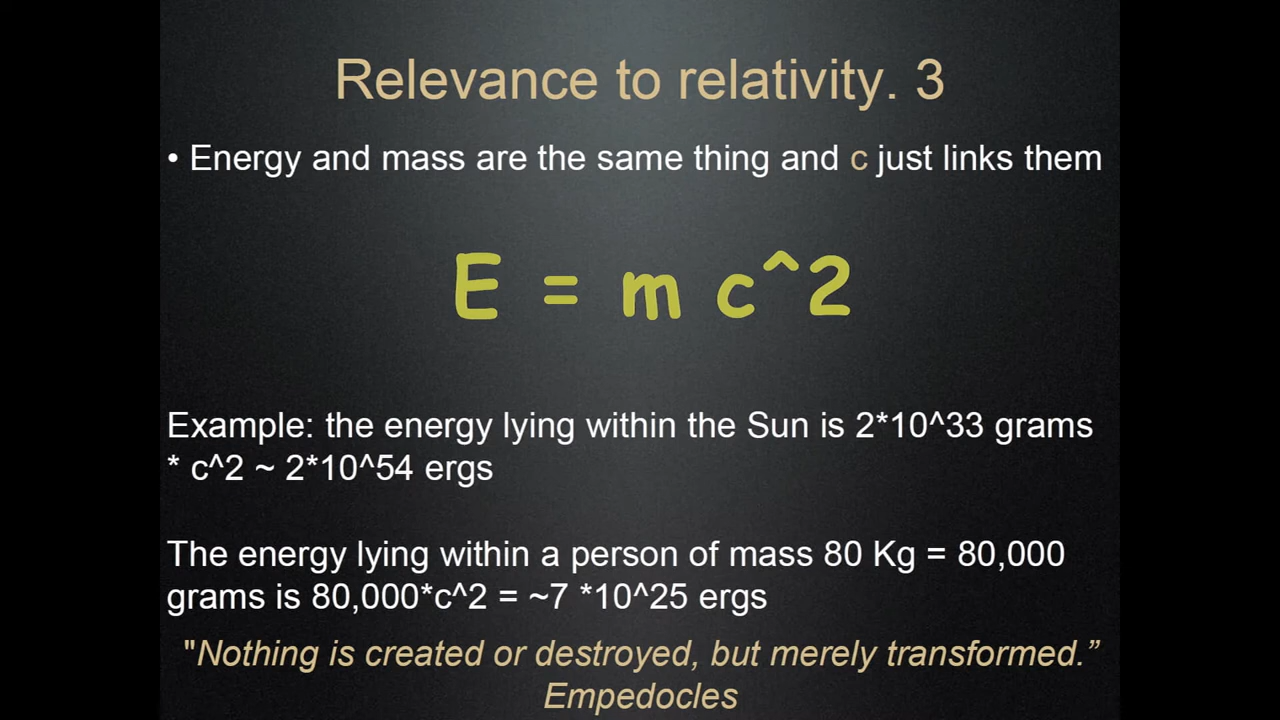 Relevance to relativity. 3
• Energy and mass are the same thing and c just links them
E = m c^2
Example: the energy lying within the Sun is 2*10^33 grams
* c^2 ~ 2*10^54 ergs
The energy lying within a person of mass 80 Kg = 80,000
grams is 80,000*c^2 = ~7 *10^25 ergs
"Nothing is created or destroyed, but merely transformed.”
Empedocles